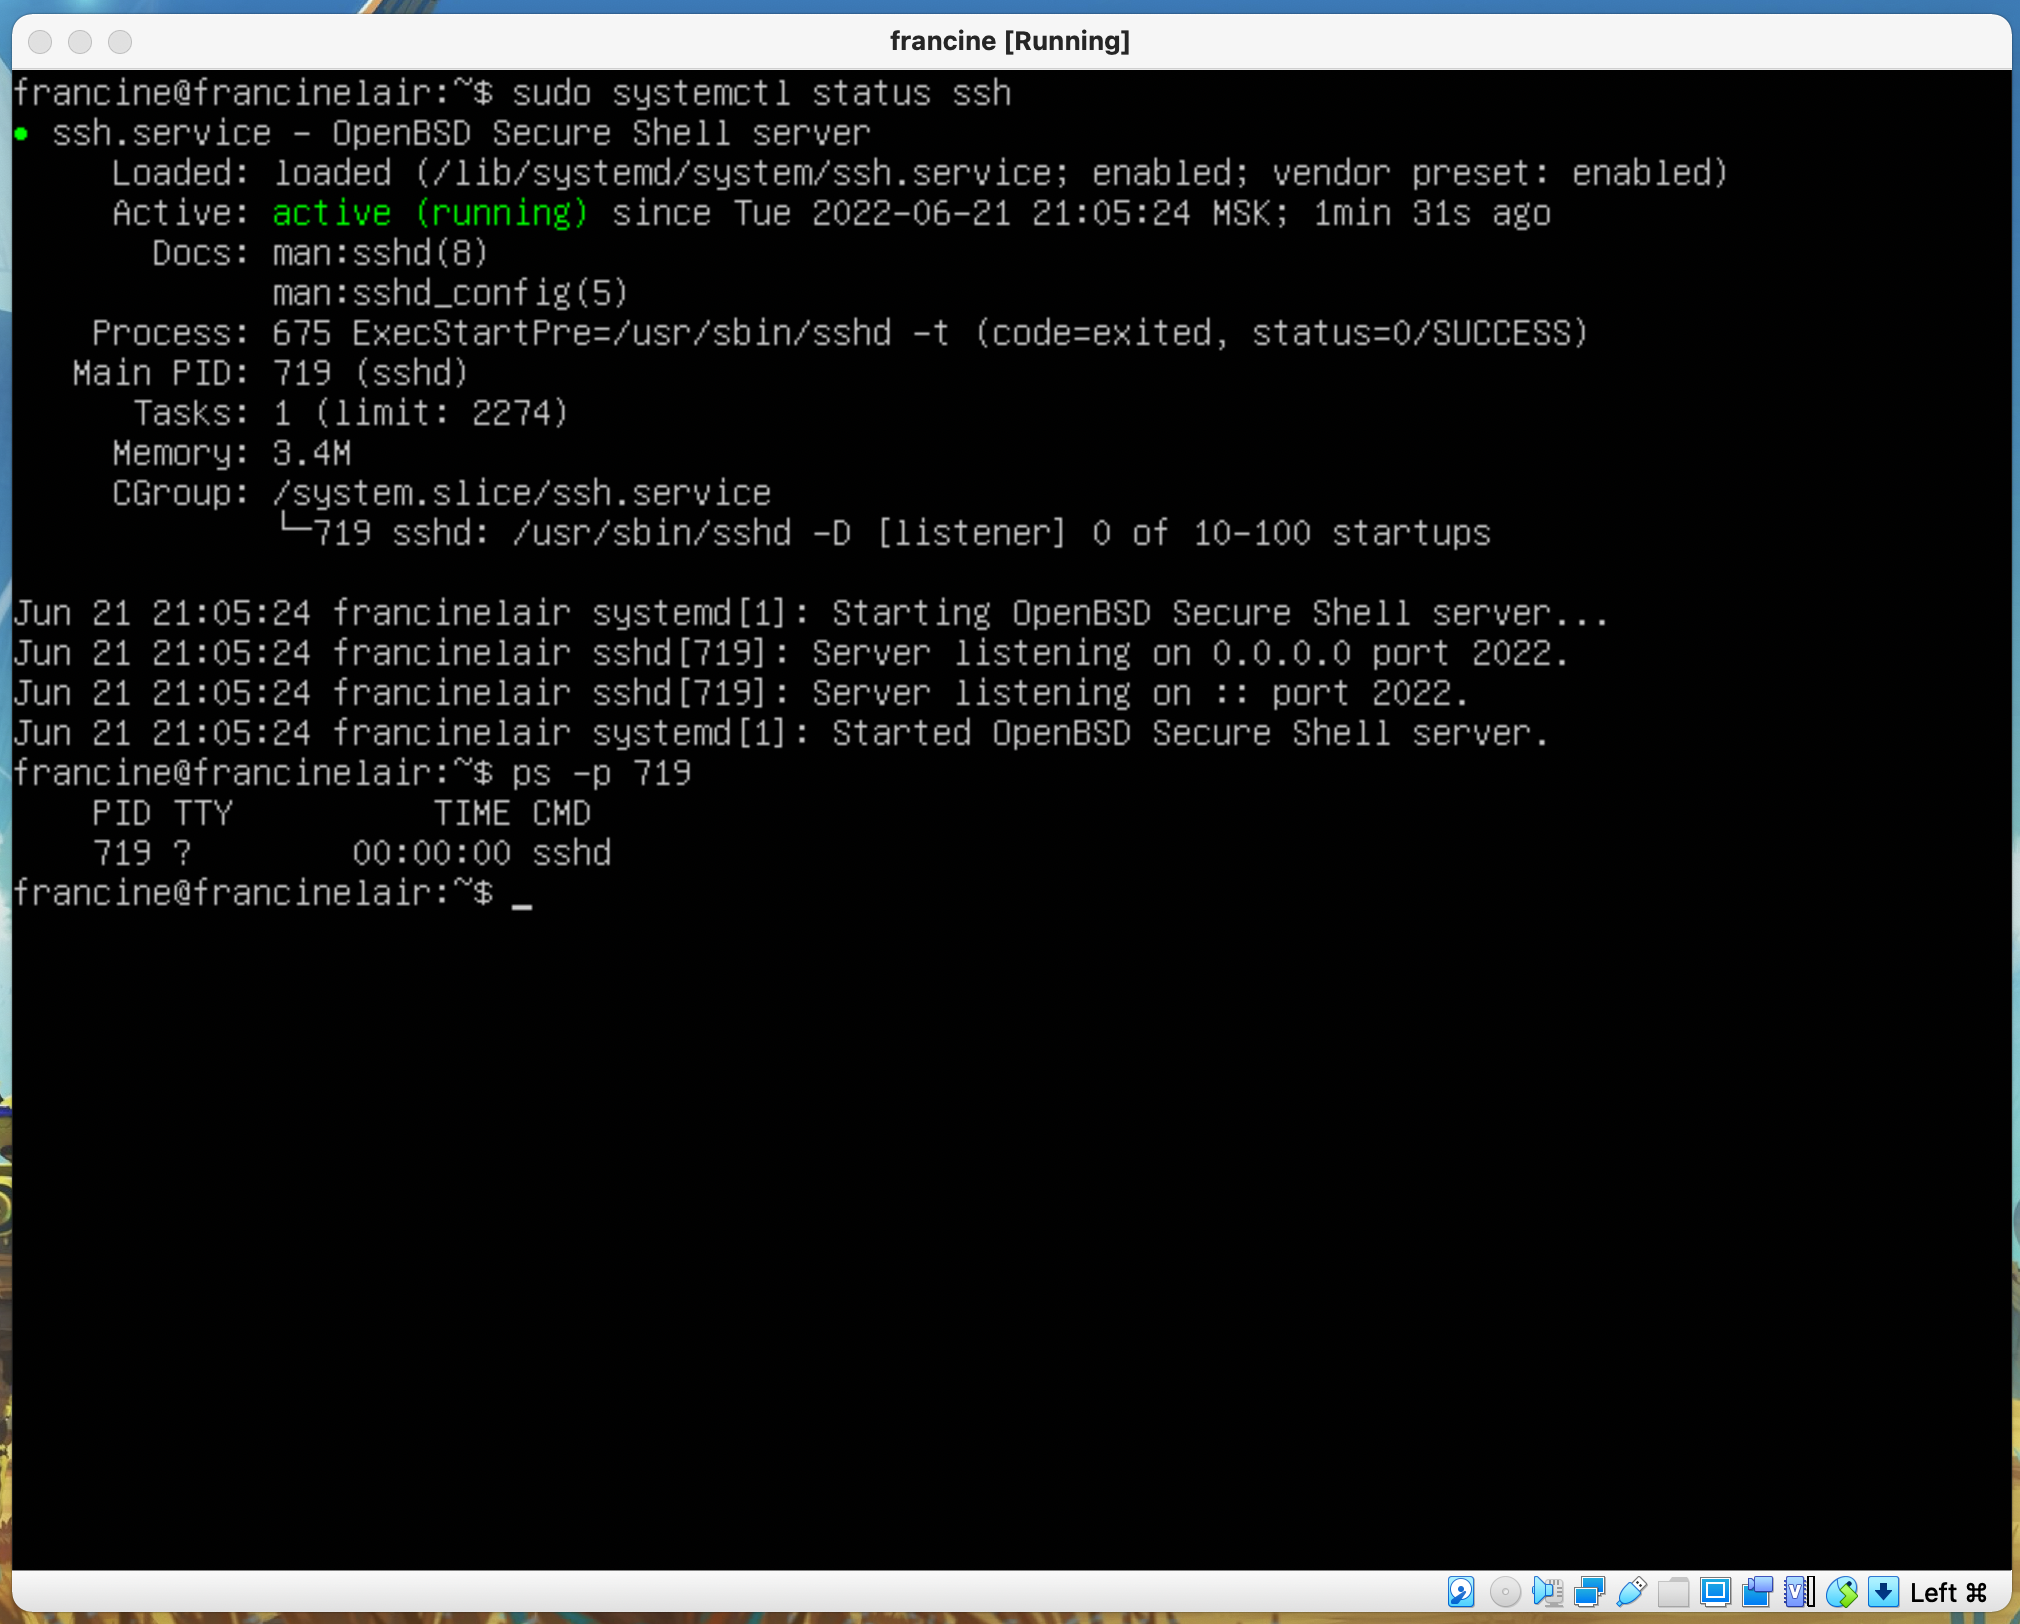 francine [Running]
francine@francinelair:~$ sudo systemctl status ssh
● ssh.service - OpenBSD Secure Shell server
     Loaded: loaded (/lib/systemd/system/ssh.service; enabled; vendor preset: enabled)
     Active: active (running) since Tue 2022-06-21 21:05:24 MSK; 1min 31s ago
       Docs: man:sshd(8)
             man:sshd_config(5)
    Process: 675 ExecStartPre=/usr/sbin/sshd -t (code=exited, status=0/SUCCESS)
   Main PID: 719 (sshd)
      Tasks: 1 (limit: 2274)
     Memory: 3.4M
     CGroup: /system.slice/ssh.service
             └─719 sshd: /usr/sbin/sshd -D [listener] 0 of 10-100 startups
Jun 21 21:05:24 francinelair systemd[1]: Starting OpenBSD Secure Shell server...
Jun 21 21:05:24 francinelair sshd[719]: Server listening on 0.0.0.0 port 2022.
Jun 21 21:05:24 francinelair sshd[719]: Server listening on :: port 2022.
Jun 21 21:05:24 francinelair systemd[1]: Started OpenBSD Secure Shell server.
francine@francinelair:~$ ps -p 719
    PID TTY          TIME CMD
    719 ?        00:00:00 sshd
francine@francinelair:~$ _
Left ⌘